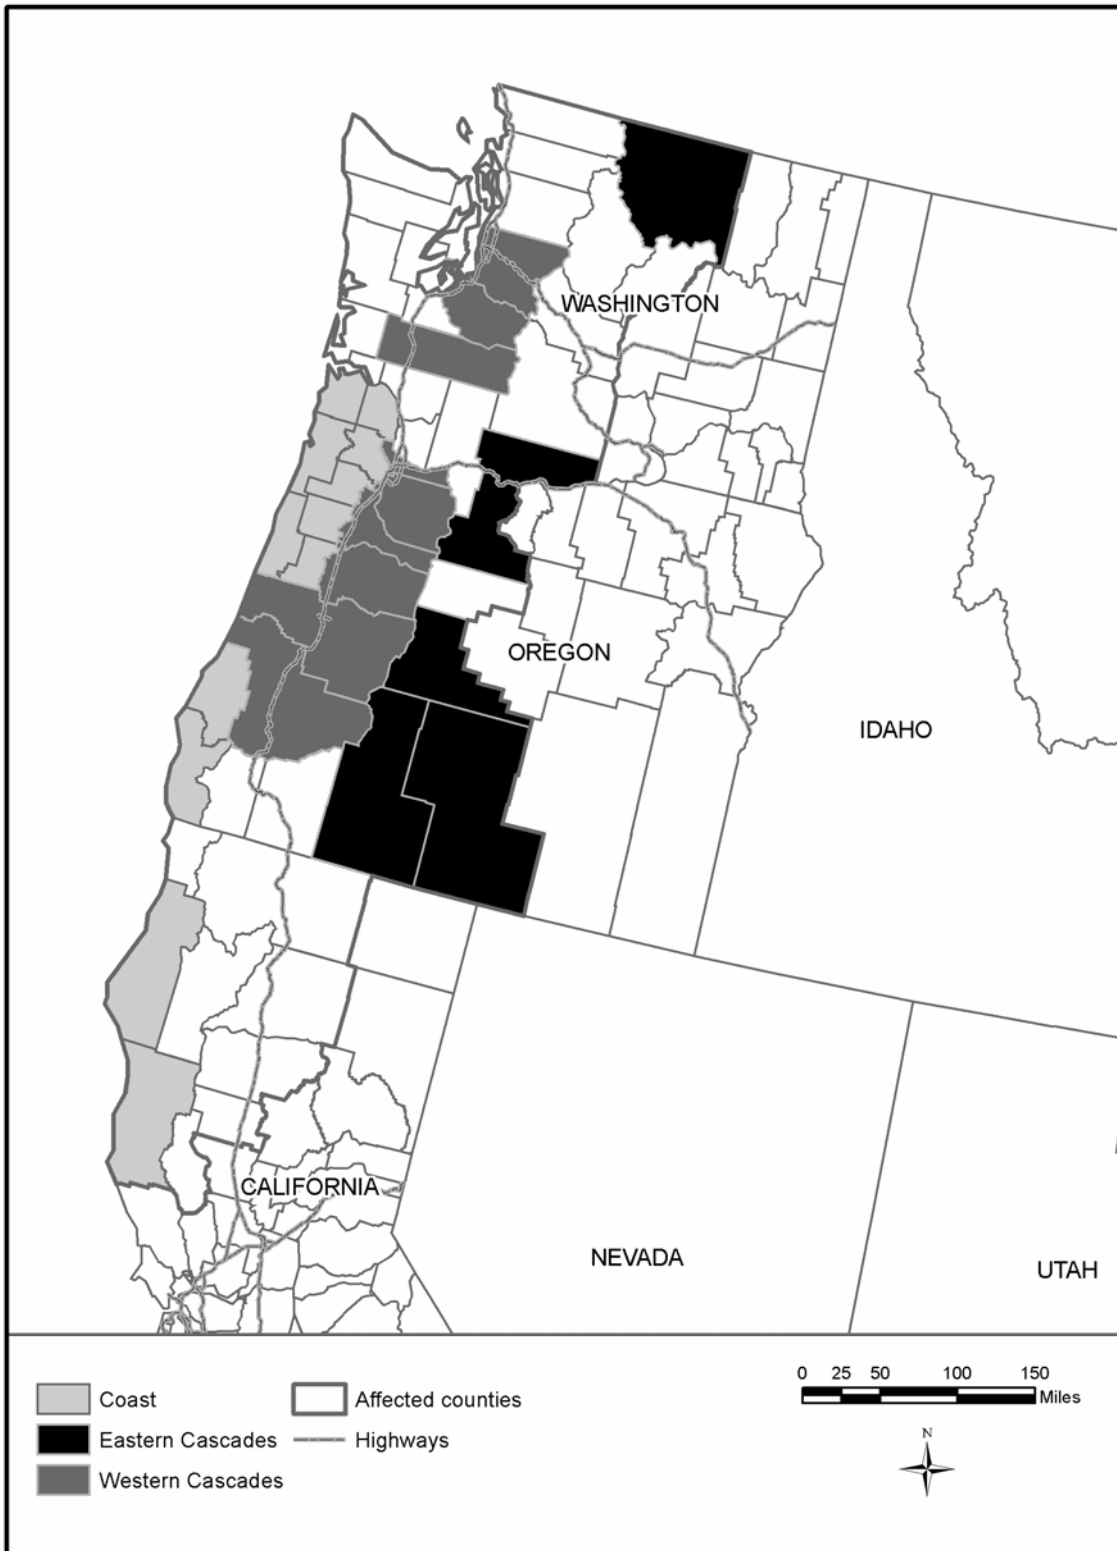 WASHINGTON
OREGON
IDAHO
CALIFORNIA
NEVADA
UTAH
Coast
Eastern Cascades
Western Cascades
Affected counties
Highways
0 25 50 100 150
Miles
N